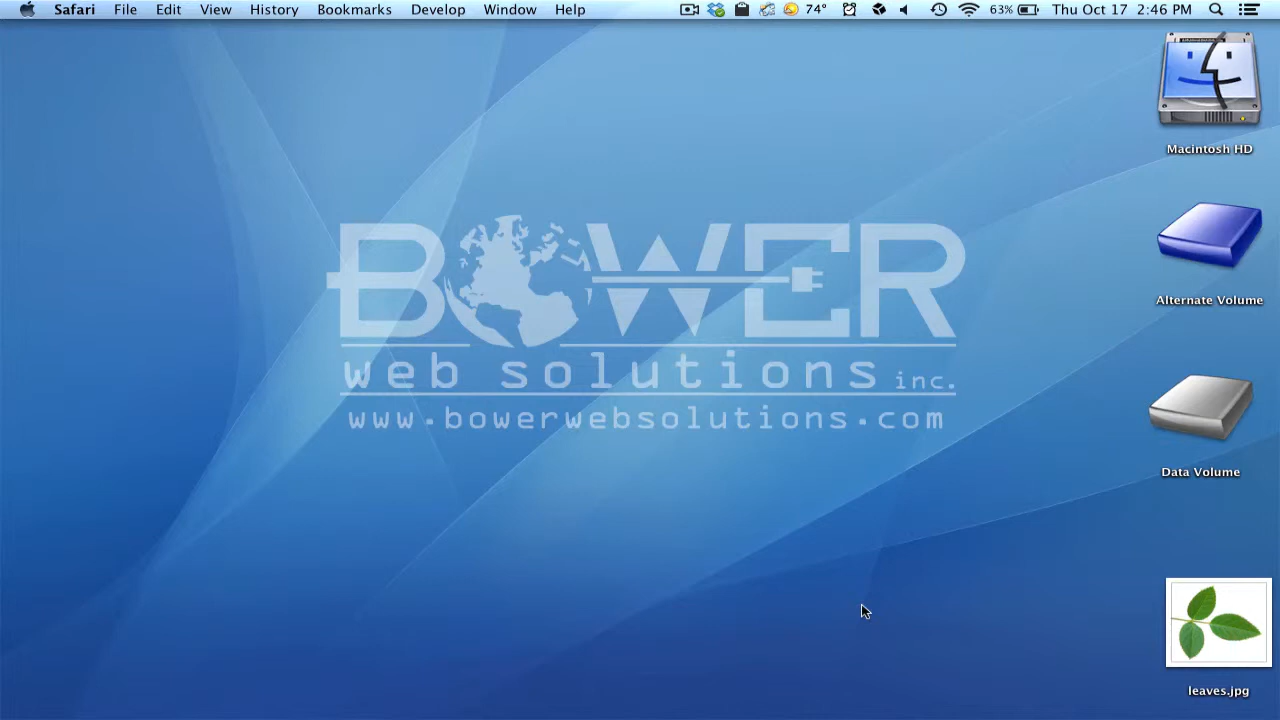 Safari File Edit View History Bookmarks Develop Window Help 74° 63% Thu Oct 17 2:46 PM
Macintosh HD
Alternate Volume
BOWER
web solutions inc.
www.bowerwebsolutions.com
Data Volume
leaves.jpg